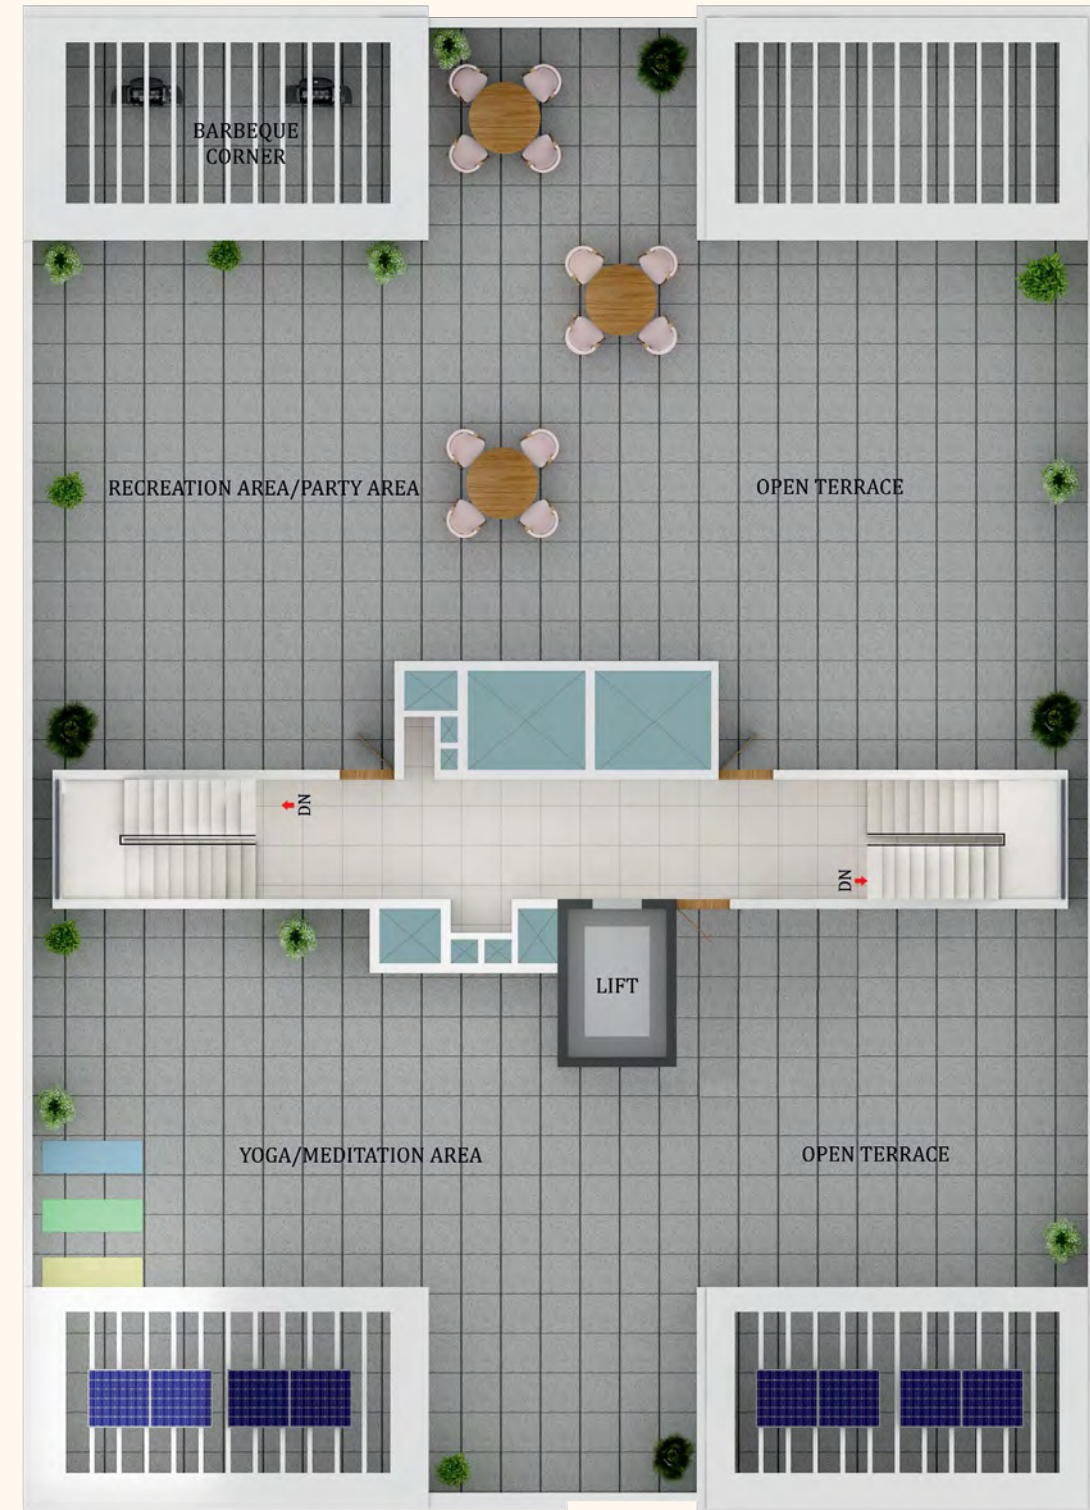 BARBEQUE
CORNER
RECREATION AREA/PARTY AREA
OPEN TERRACE
DN
DN
LIFT
YOGA/MEDITATION AREA
OPEN TERRACE